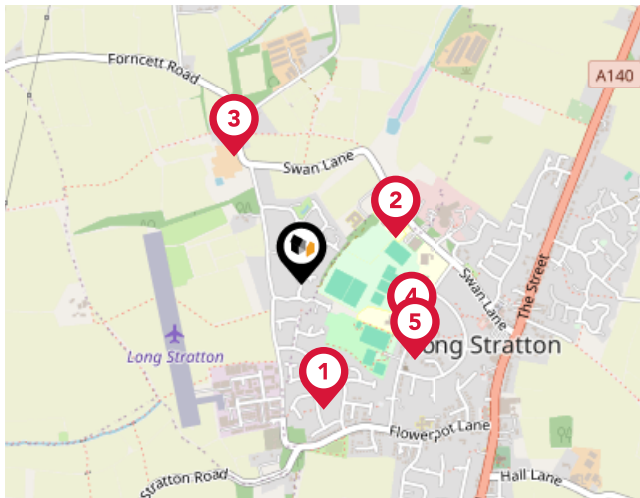 Forncett Road
A140
3
Swan Lane
2
Swan Lane
The Street
4
5
Long Stratton
ong Stratton
1
Flowerpot Lane
Stratton Road
Hall Lane